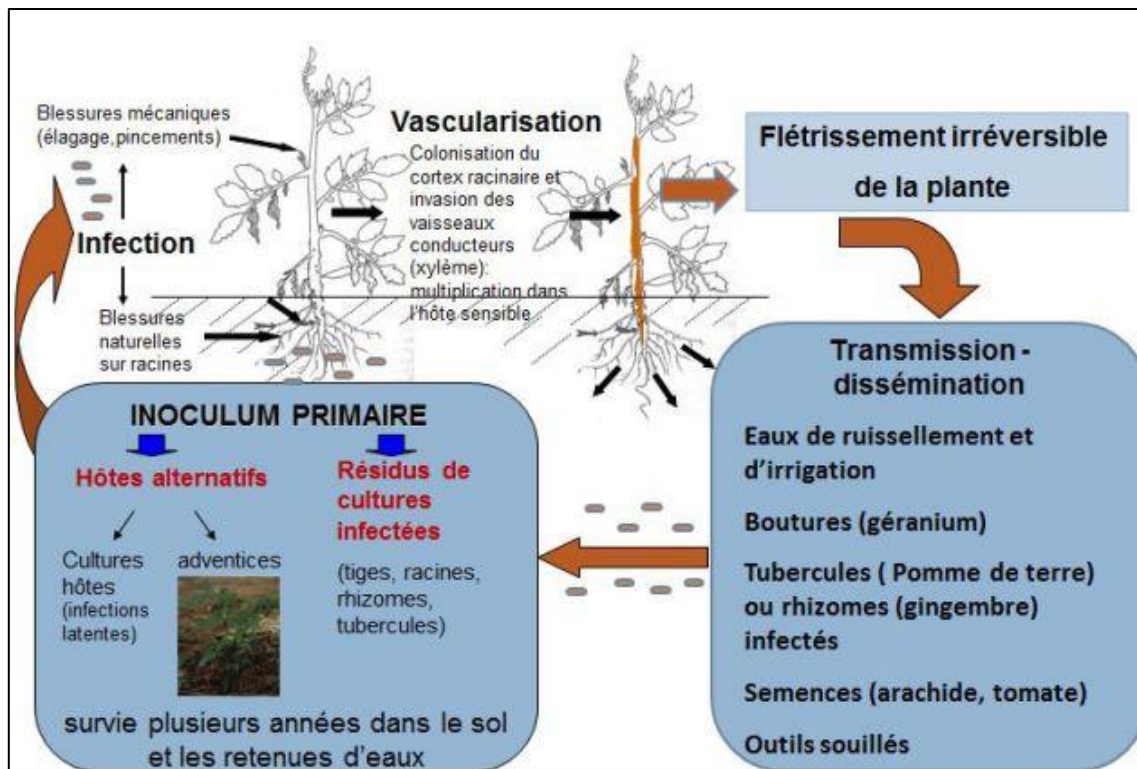 Blessures mécaniques
(élagage,pincements)
Infection
Blessures
naturelles
sur racines
Vascularisation
Colonisation du
cortex racinaire et
invasion des
vaisseaux
conducteurs
(xylème):
multiplication dans
l'hôte sensible
Flétrissement irréversible
de la plante
Transmission -
dissémination
Eaux de ruissellement et
d'irrigation
Boutures (géranium)
Tubercules ( Pomme de terre)
ou rhizomes (gingembre)
infectés
Semences (arachide, tomate)
Outils souillés
INOCULUM PRIMAIRE
Hôtes alternatifs
Cultures
hôtes
(infections
latentes)
adventices
Résidus de
cultures
infectées
(tiges, racines,
rhizomes,
tubercules)
survie plusieurs années dans le sol
et les retenues d'eaux